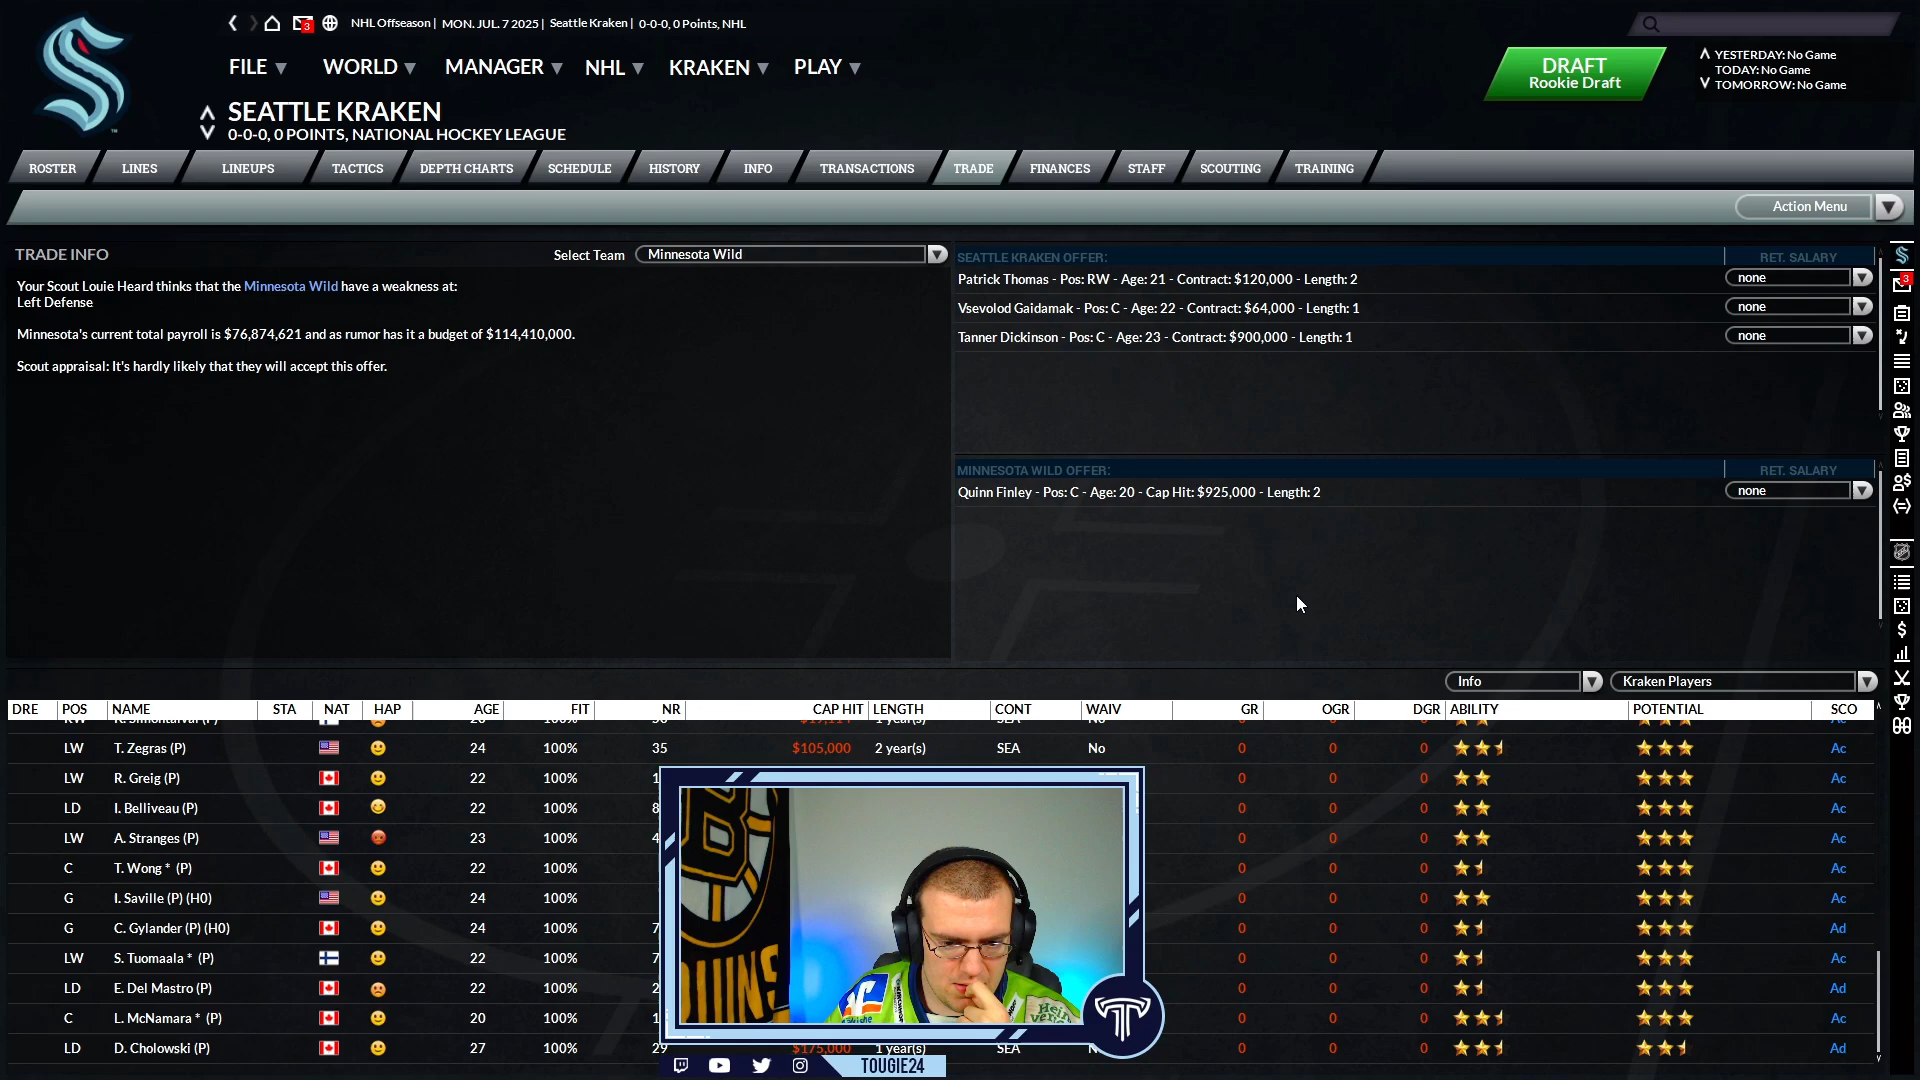 NHL Offseason | MON. JUL. 7 2025 | Seattle Kraken | 0-0-0, 0 Points, NHL
3
FILE WORLD MANAGER NHL KRAKEN PLAY
DRAFT
Rookie Draft
YESTERDAY: No Game
TODAY: No Game
TOMORROW: No Game
SEATTLE KRAKEN
0-0-0, 0 POINTS, NATIONAL HOCKEY LEAGUE
ROSTER LINES LINEUPS TACTICS DEPTH CHARTS SCHEDULE HISTORY INFO TRANSACTIONS TRADE FINANCES STAFF SCOUTING TRAINING
Action Menu
TRADE INFO
Select Team Minnesota Wild
Your Scout Louie Heard thinks that the Minnesota Wild have a weakness at:
Left Defense
Minnesota's current total payroll is $76,874,621 and as rumor has it a budget of $114,410,000.
Scout appraisal: It's hardly likely that they will accept this offer.
SEATTLE KRAKEN OFFER: RET. SALARY
Patrick Thomas - Pos: RW - Age: 21 - Contract: $120,000 - Length: 2 none
Vsevolod Gaidamak - Pos: C - Age: 22 - Contract: $64,000 - Length: 1 none
Tanner Dickinson - Pos: C - Age: 23 - Contract: $900,000 - Length: 1 none
MINNESOTA WILD OFFER: RET. SALARY
Quinn Finley - Pos: C - Age: 20 - Cap Hit: $925,000 - Length: 2 none
3
Info Kraken Players
DRE POS NAME STA NAT HAP AGE FIT NR CAP HIT LENGTH CONT WAIV GR OGR DGR ABILITY POTENTIAL SCO
LW T. Zegras (P) 24 100% 35 $105,000 2 year(s) SEA No 0 0 0 Ac
LW R. Greig (P) 22 100% 0 0 0 Ac
LD I. Belliveau (P) 22 100% 0 0 0 Ac
LW A. Stranges (P) 23 100% 0 0 0 Ac
C T. Wong * (P) 22 100% 0 0 0 Ac
G I. Saville (P) (H0) 24 100% 0 0 0 Ac
G C. Gylander (P) (H0) 24 100% 0 0 0 Ad
LW S. Tuomaala * (P) 22 100% 0 0 0 Ac
LD E. Del Mastro (P) 22 100% 0 0 0 Ad
C L. McNamara * (P) 20 100% 0 0 0 Ac
LD D. Cholowski (P) 27 100% 29 $175,000 1 year(s) SEA 0 0 0 Ad
TOUGIE24